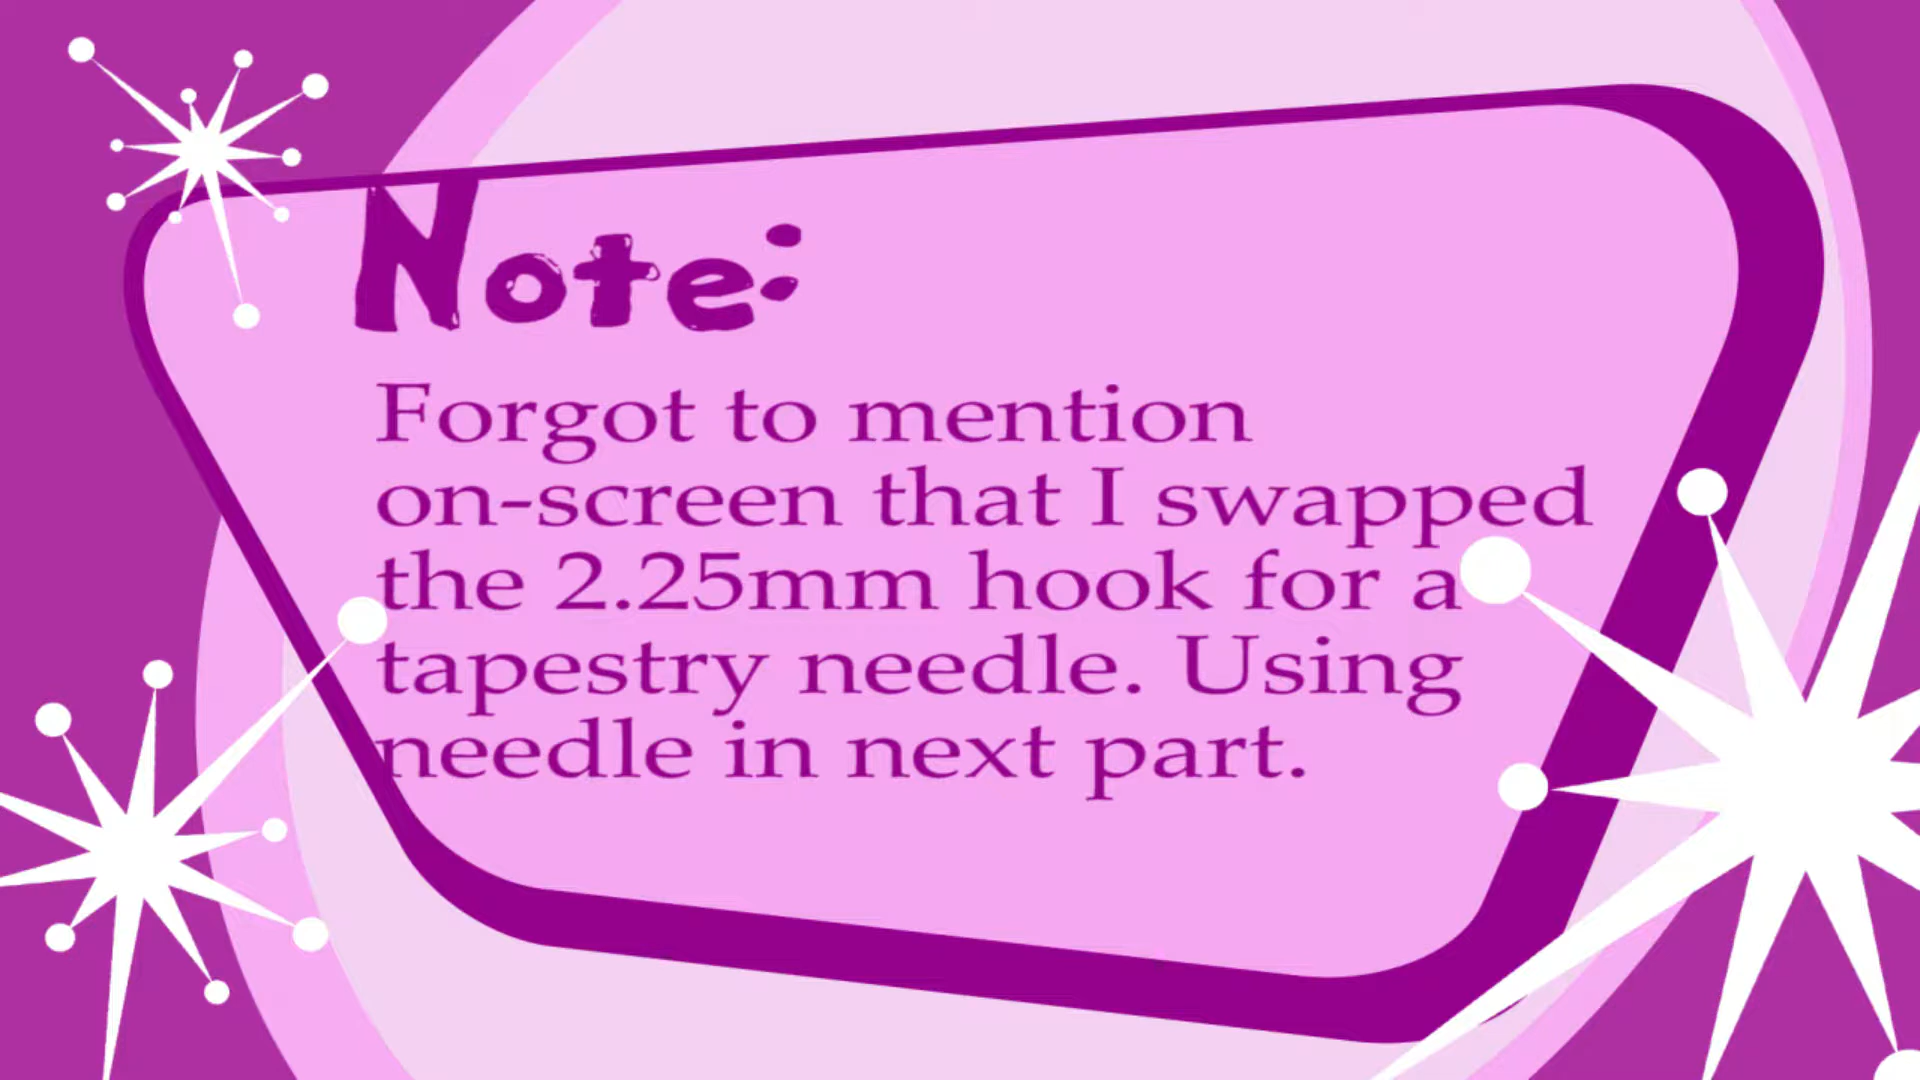 Note:
Forgot to mention
on-screen that I swapped
the 2.25mm hook for a
tapestry needle. Using
needle in next part.